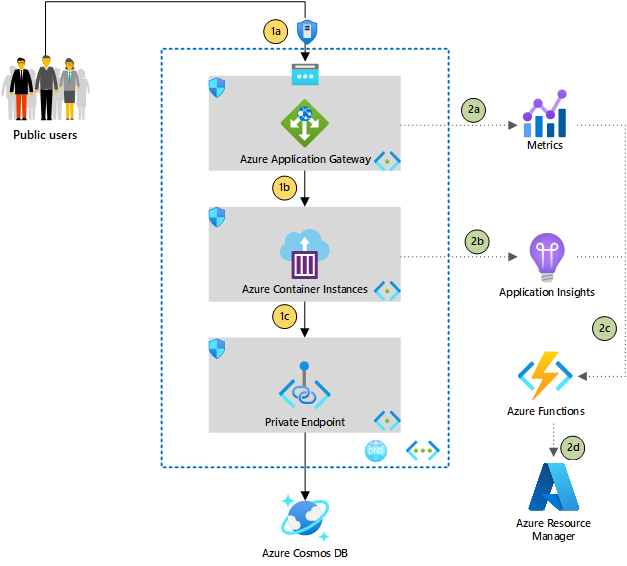 1a
Public users
Azure Application Gateway
2a
Metrics
1b
2b
Azure Container Instances
Application Insights
1c
2c
Private Endpoint
Azure Functions
DNS
2d
Azure Cosmos DB
Azure Resource
Manager